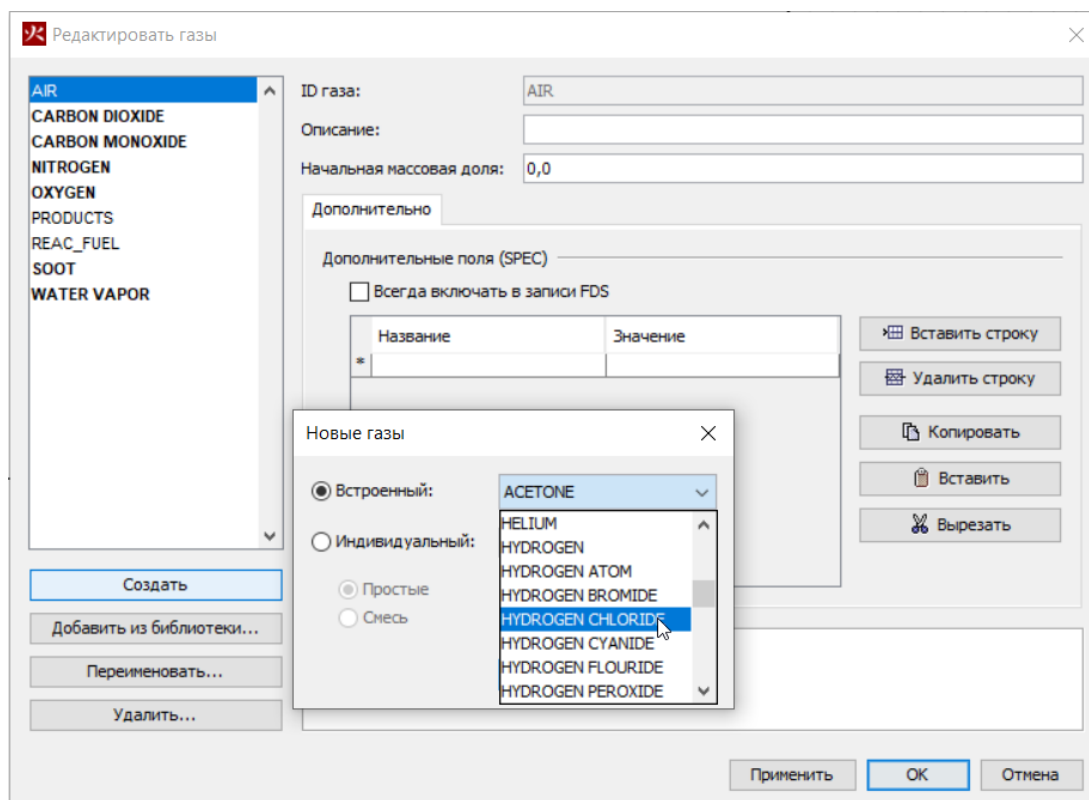 Редактировать газы
AIR
CARBON DIOXIDE
CARBON MONOXIDE
NITROGEN
OXYGEN
PRODUCTS
REAC_FUEL
SOOT
WATER VAPOR
Создать
Добавить из библиотеки...
Переименовать...
Удалить...
ID газа: AIR
Описание:
Начальная массовая доля: 0,0
Дополнительно
Дополнительные поля (SPEC)
Всегда включать в записи FDS
Название Значение
*
Вставить строку
Удалить строку
Копировать
Вставить
Вырезать
Новые газы
Встроенный: ACETONE
Индивидуальный:
Простые
Смесь
HELIUM
HYDROGEN
HYDROGEN ATOM
HYDROGEN BROMIDE
HYDROGEN CHLORIDE
HYDROGEN CYANIDE
HYDROGEN FLOURIDE
HYDROGEN PEROXIDE
Применить OK Отмена